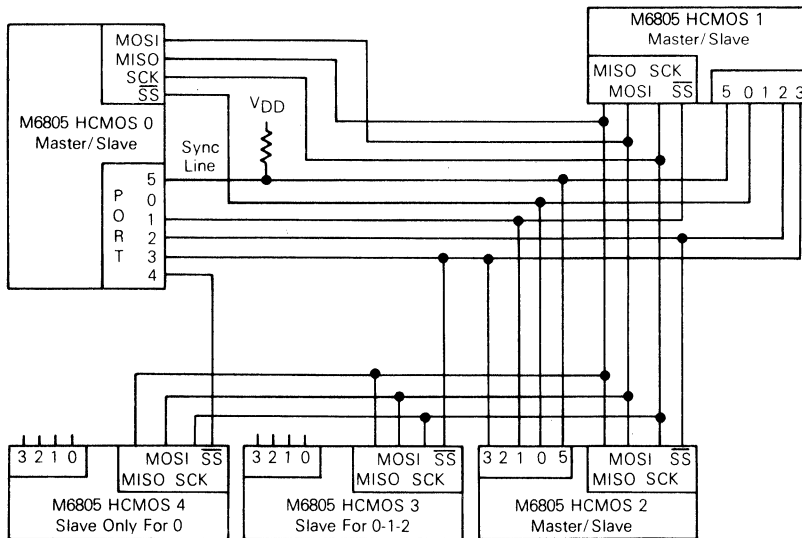 MOSI
MISO
SCK
SS
M6805 HCMOS 0
Master/Slave
PORT
5
0
1
2
3
4
Sync
Line
VDD
M6805 HCMOS 1
Master/Slave
MISO SCK
MOSI SS
5 0 1 2 3
3 2 1 0
MOSI SS
MISO SCK
M6805 HCMOS 4
Slave Only For 0
3 2 1 0
MOSI SS
MISO SCK
M6805 HCMOS 3
Slave For 0-1-2
3 2 1 0 5
MOSI SS
MISO SCK
M6805 HCMOS 2
Master/Slave